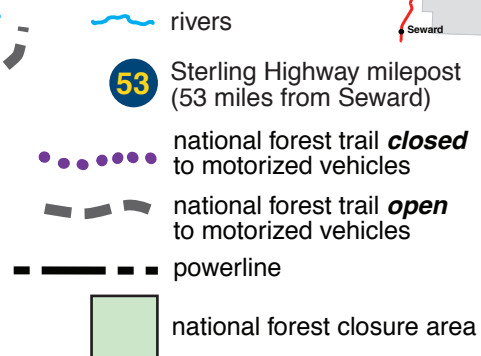 rivers
Seward
53
Sterling Highway milepost
(53 miles from Seward)
national forest trail closed
to motorized vehicles
national forest trail open
to motorized vehicles
powerline
national forest closure area